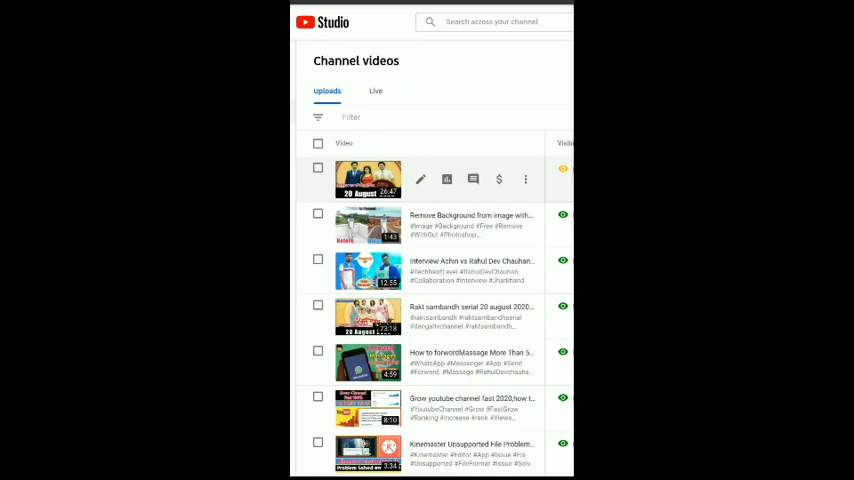 Studio
Search across your channel
Channel videos
Uploads Live
Filter
Video
20 August
26:47
Remove Background from image with...
#Image #Background #Free #Remove
#WithOut #Photoshop...
1:43
Interview Achin vs Rahul Dev Chauhan...
#TechNextLevel #RahulDevChauhan
#Collaboration #Interview #Jharkhand...
12:55
Rakt sambandh serial 20 august 2020...
#raktsambandh #raktsambandhserial
#dangaltvchannel #raktsambandh...
20 Augu
23:18
How to forwordMassage More Than 5...
#WhatsApp #Messenger #App #Send
#Forword. #Massage #RahulDevchauha...
4:59
Grow youtube channel fast 2020,how t...
#YoutubeChannel #Grow #FastGrow
#Ranking #Increase #rank #Views...
8:10
Kinemaster Unsupported File Problem...
#Kinemaster #Editor #App #Issue #Fix
#Unsupported #FileFormat #Issue #Solv...
3:34